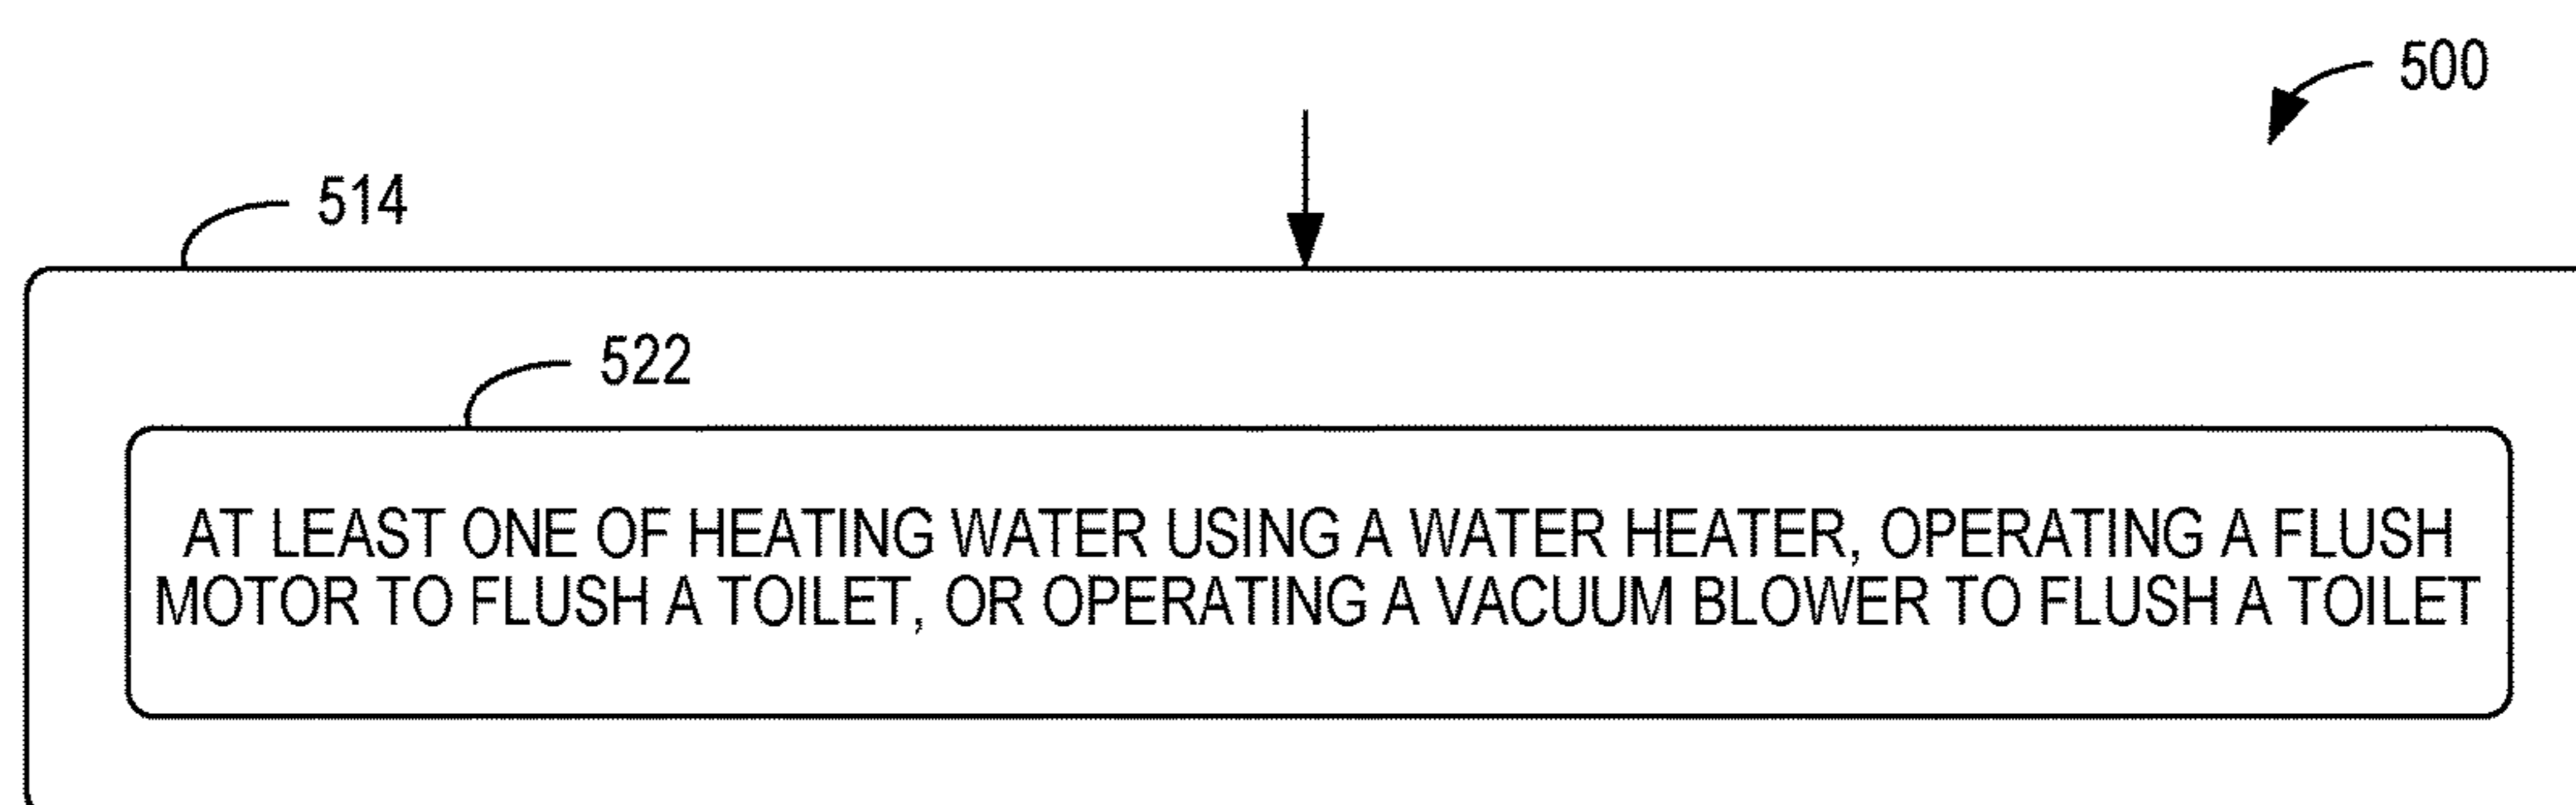 500
514
522
AT LEAST ONE OF HEATING WATER USING A WATER HEATER, OPERATING A FLUSH
MOTOR TO FLUSH A TOILET, OR OPERATING A VACUUM BLOWER TO FLUSH A TOILET